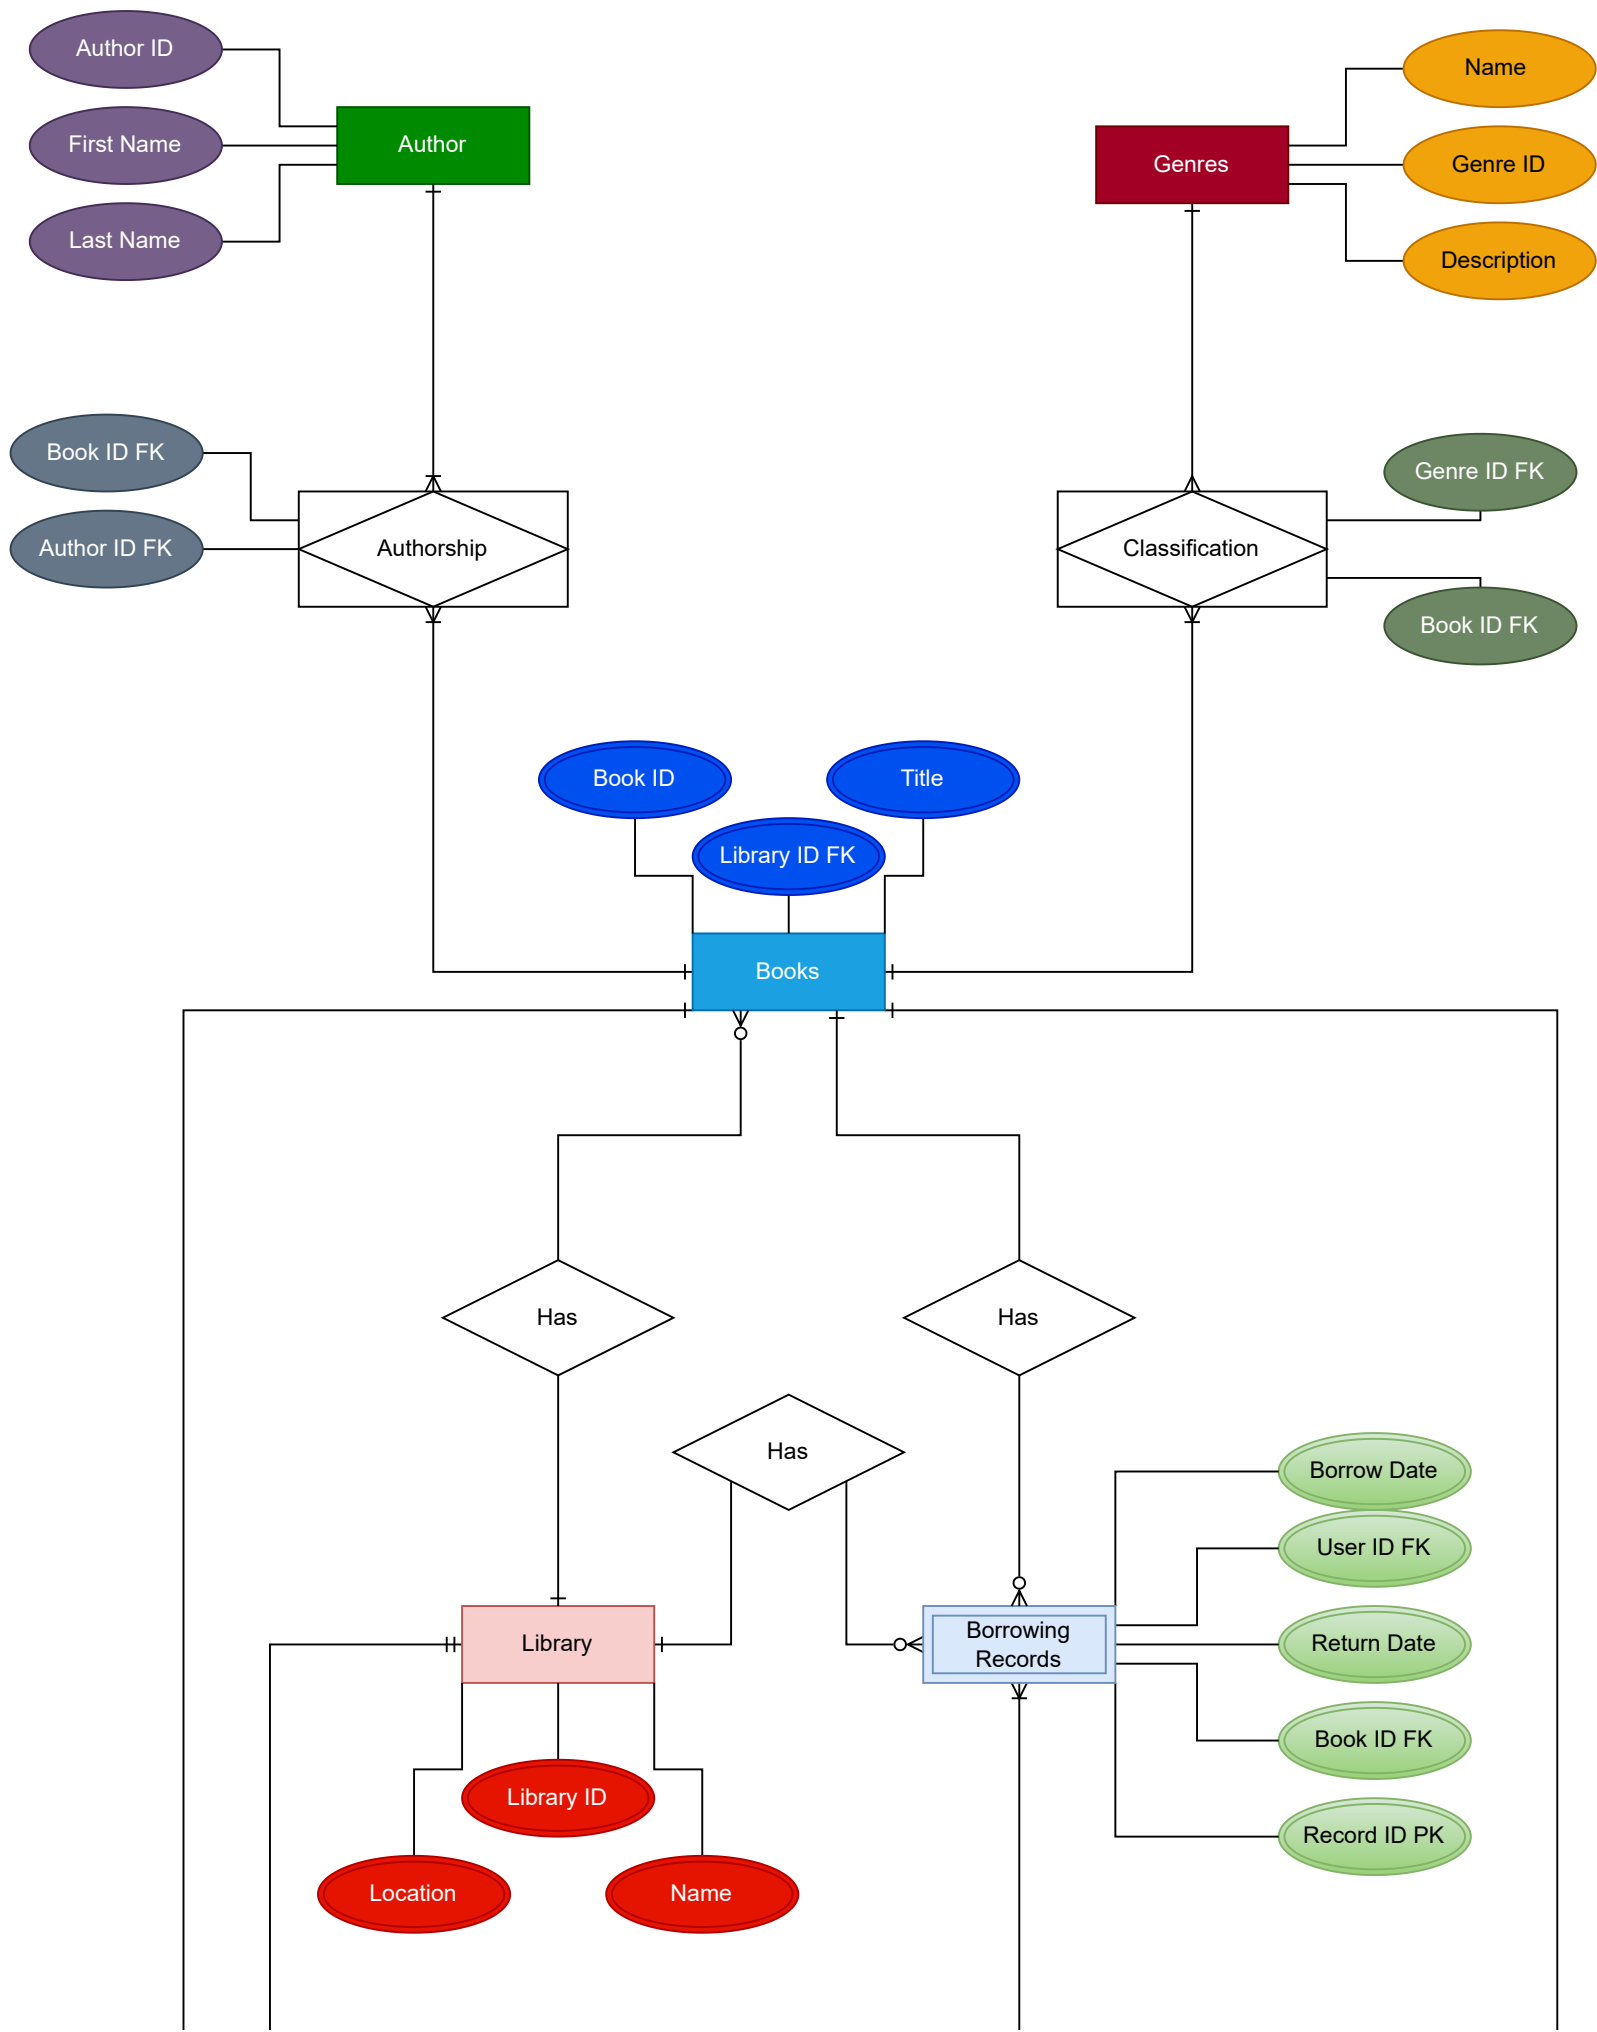 Author ID
First Name
Last Name
Author
Genres
Name
Genre ID
Description
Book ID FK
Author ID FK
Authorship
Classification
Genre ID FK
Book ID FK
Book ID
Title
Library ID FK
Books
Has
Has
Has
Library
Borrowing
Records
Borrow Date
User ID FK
Return Date
Book ID FK
Record ID PK
Library ID
Location
Name